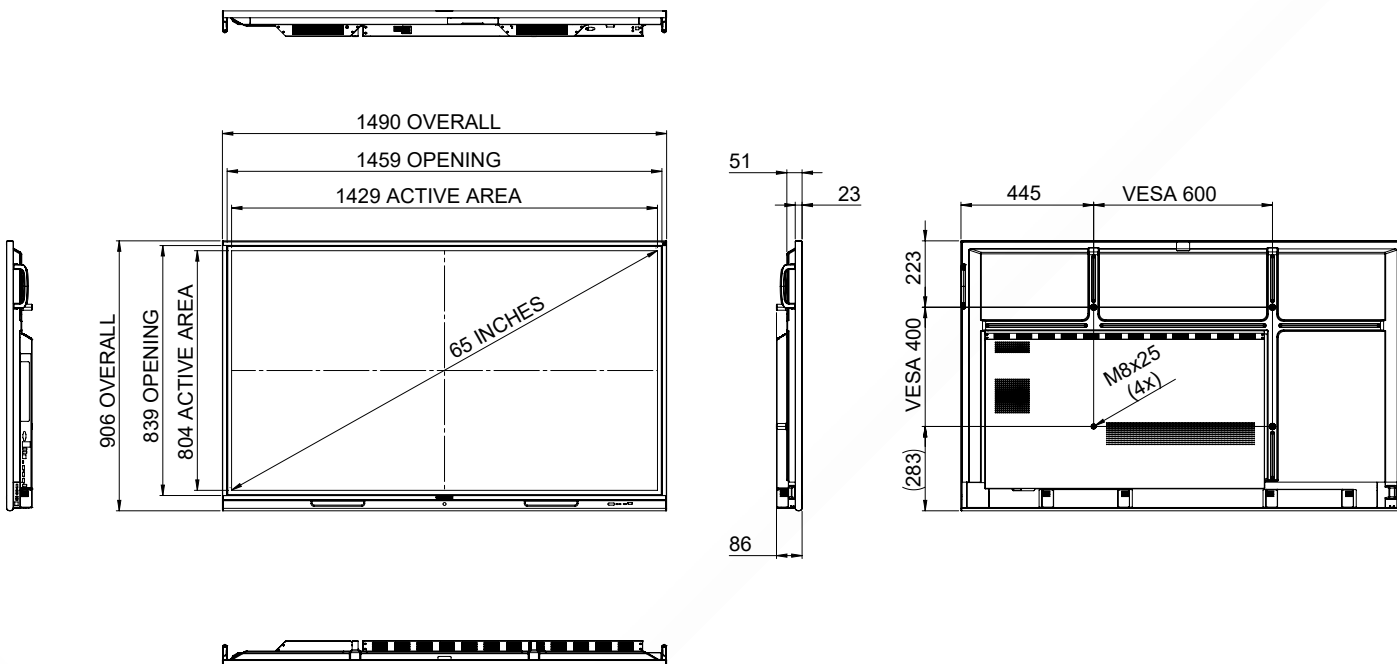 1490 OVERALL
1459 OPENING
1429 ACTIVE AREA
906 OVERALL
839 OPENING
804 ACTIVE AREA
65 INCHES
51
23
86
445
VESA 600
223
VESA 400
(283)
M8x25
(4x)